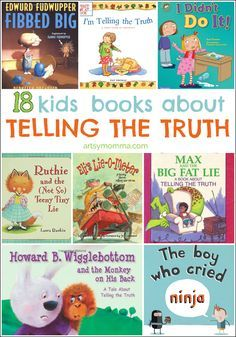 EDWURD FUDWUPPER
FIBBED BIG
I'm Telling the Truth
I Didn't
Do It!
BERKELEY BREATHED
18 kids books about
TELLING THE TRUTH
artsymomma.com
Ruthie
and the
(Not So)
Teeny Tiny
Lie
Laura Rankin
Eli's Lie-O-Meter
MAX
AND THE
BIG FAT LIE
A BOOK ABOUT
TELLING THE TRUTH
Howard B. Wigglebottom
and the Monkey
on His Back
A Tale About
Telling the Truth
The boy
who cried
ninja